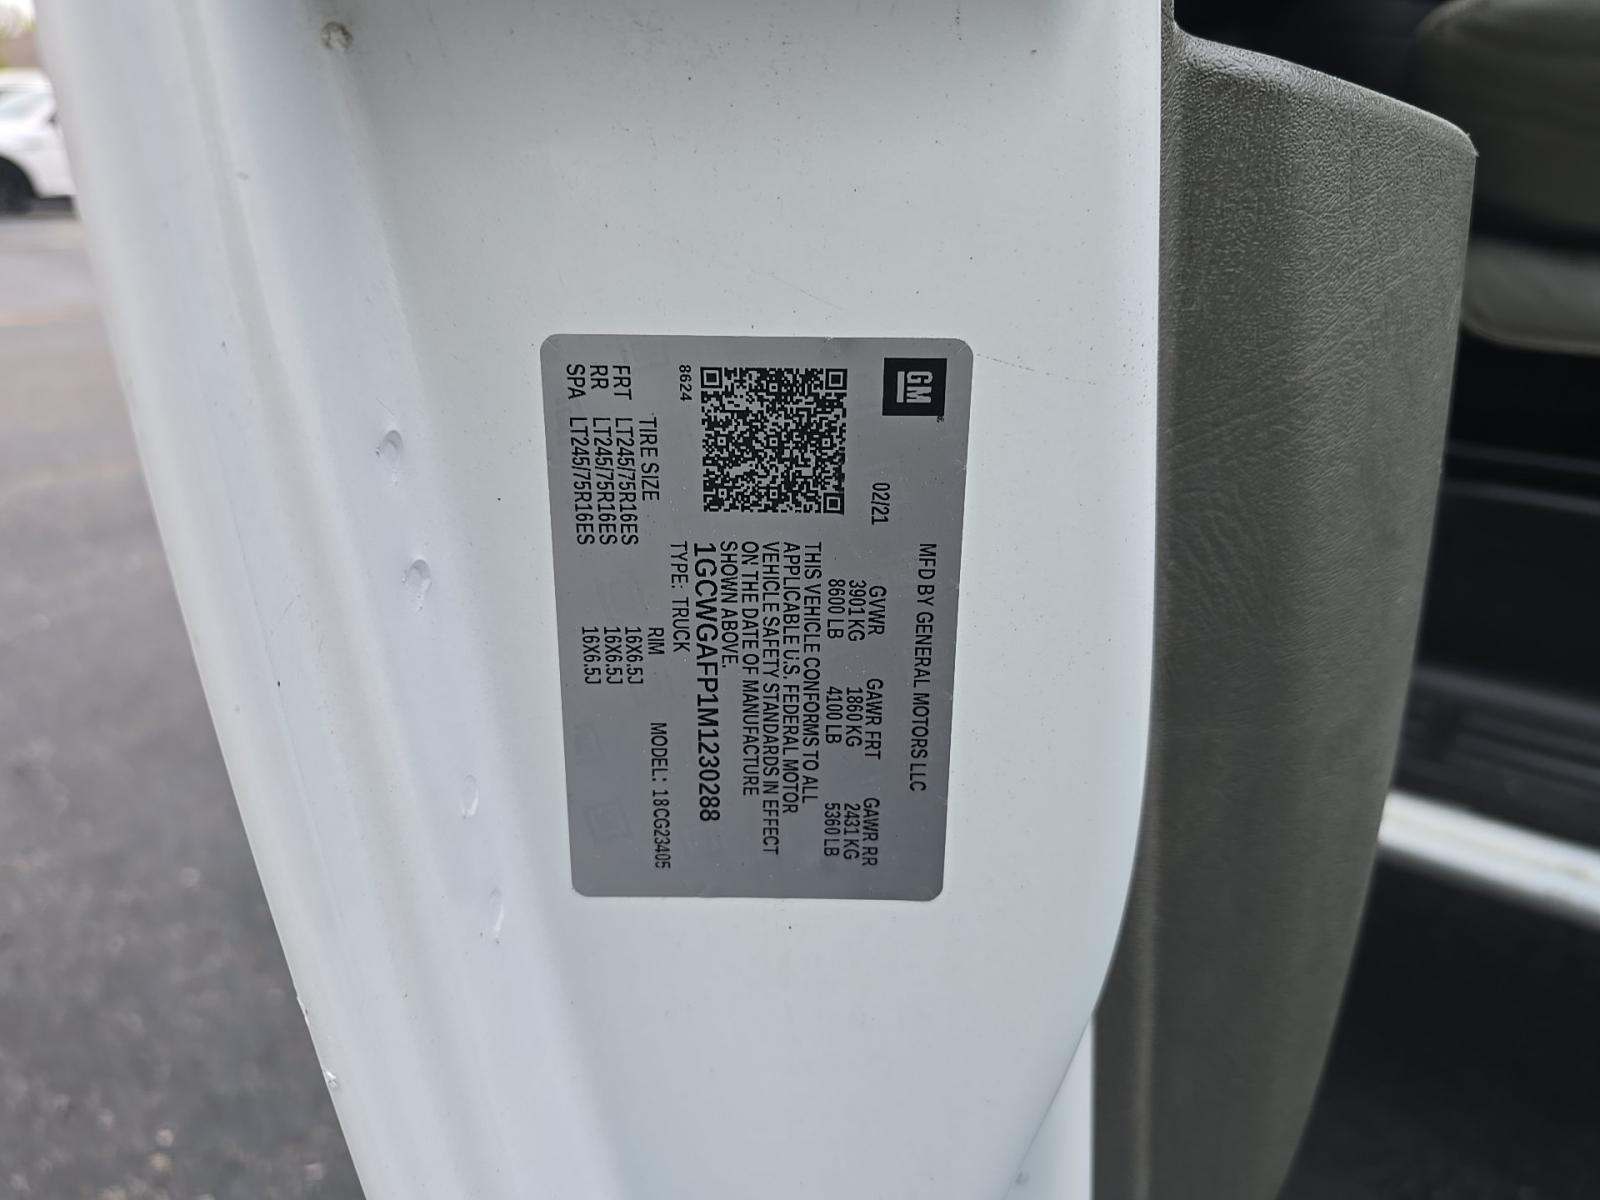 GM
MFD BY GENERAL MOTORS LLC
02/21
GVWR GAWR FRT GAWR RR
3901 KG 1860 KG 2431 KG
8600 LB 4100 LB 5360 LB
THIS VEHICLE CONFORMS TO ALL
APPLICABLE U.S. FEDERAL MOTOR
VEHICLE SAFETY STANDARDS IN EFFECT
ON THE DATE OF MANUFACTURE
SHOWN ABOVE.
1GCWGAFP1M1230288
8624
TYPE: TRUCK
MODEL: 18CG23405
TIRE SIZE RIM
FRT LT245/75R16ES 16X6.5J
RR LT245/75R16ES 16X6.5J
SPA LT245/75R16ES 16X6.5J